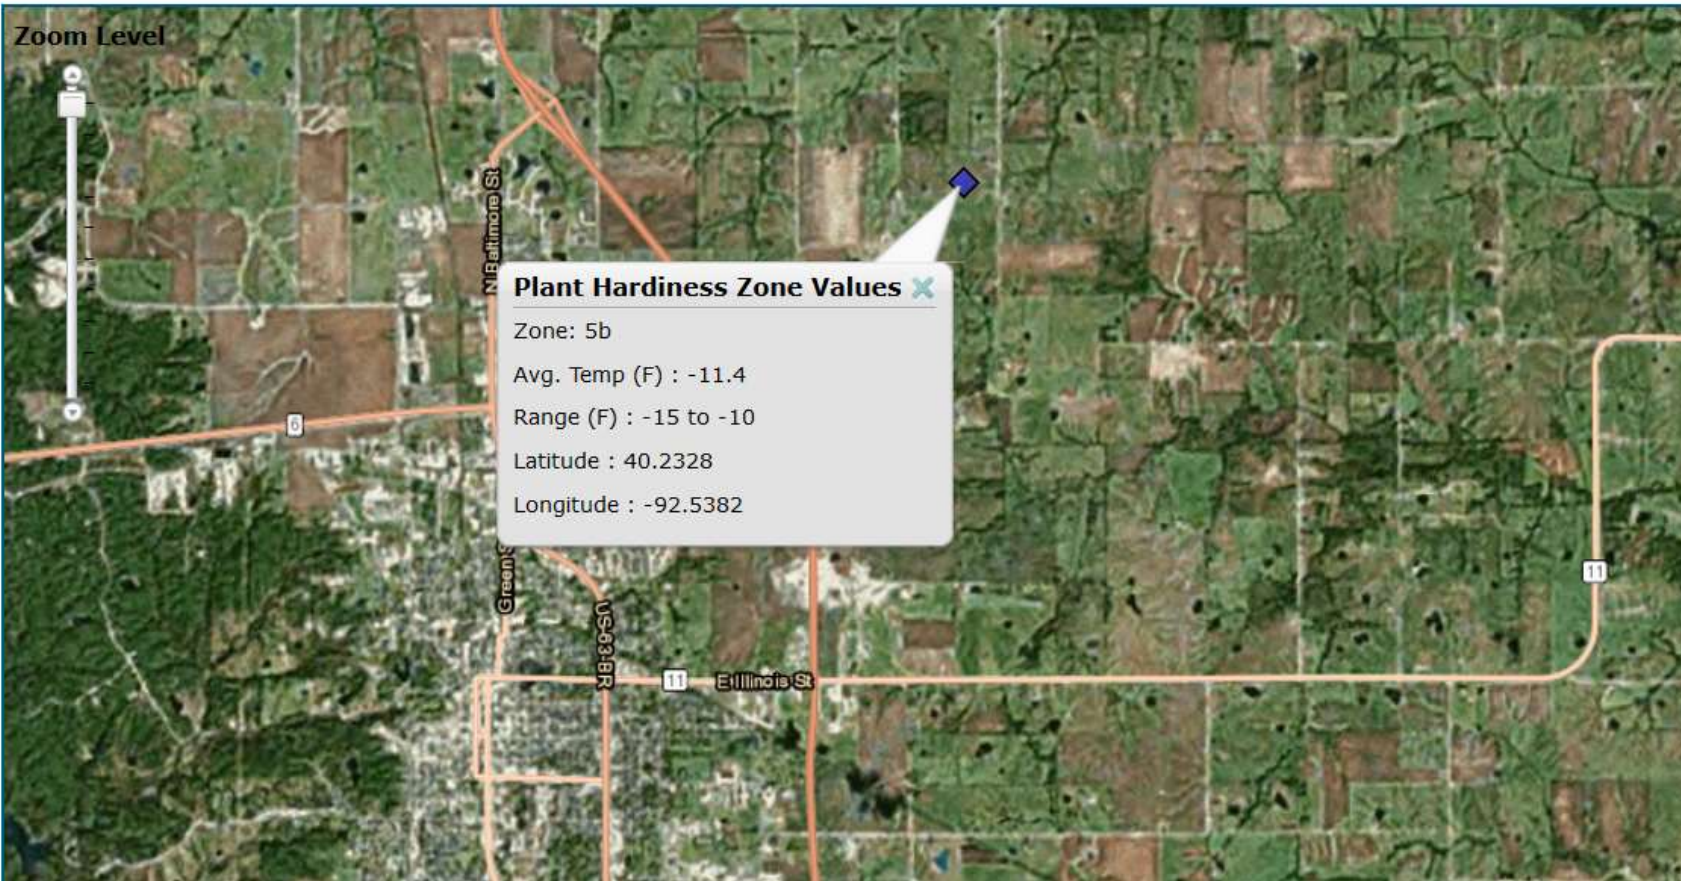 Zoom Level
N Baltimore St
Plant Hardiness Zone Values
Zone: 5b
Avg. Temp (F) : -11.4
Range (F) : -15 to -10
Latitude : 40.2328
Longitude : -92.5382
6
11
Green S
US-63-BR
11
E Illinois St